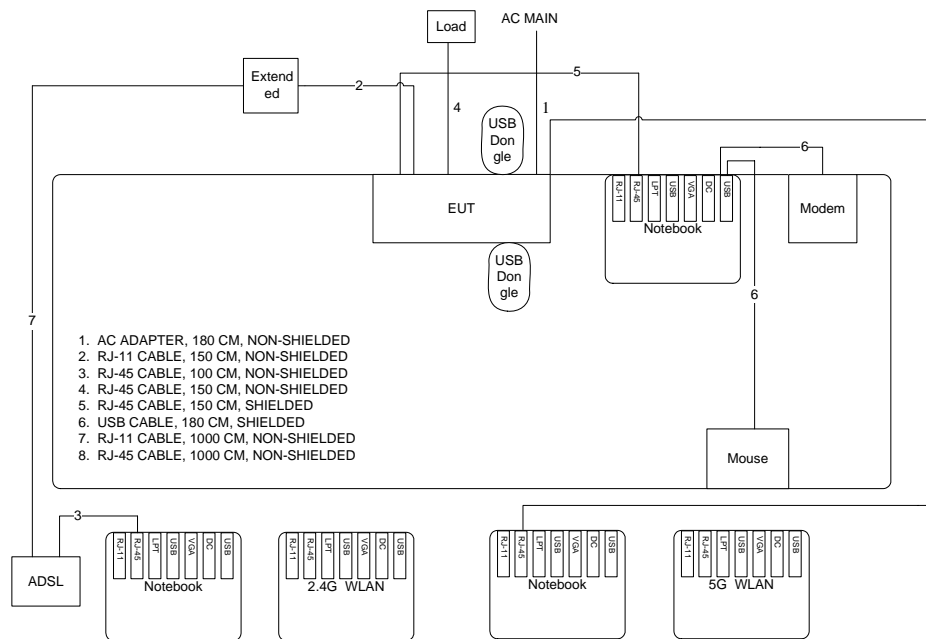 Load
AC MAIN
Extend
ed
2
4
1
5
USB
Don
gle
6
EUT
RJ-11
RJ-45
LPT
USB
VGA
DC
USB
Notebook
Modem
USB
Don
gle
6
7
1. AC ADAPTER, 180 CM, NON-SHIELDED
2. RJ-11 CABLE, 150 CM, NON-SHIELDED
3. RJ-45 CABLE, 100 CM, NON-SHIELDED
4. RJ-45 CABLE, 150 CM, NON-SHIELDED
5. RJ-45 CABLE, 150 CM, SHIELDED
6. USB CABLE, 180 CM, SHIELDED
7. RJ-11 CABLE, 1000 CM, NON-SHIELDED
8. RJ-45 CABLE, 1000 CM, NON-SHIELDED
Mouse
3
ADSL
RJ-11
RJ-45
LPT
USB
VGA
DC
USB
Notebook
RJ-11
RJ-45
LPT
USB
VGA
DC
USB
2.4G WLAN
RJ-11
RJ-45
LPT
USB
VGA
DC
USB
Notebook
RJ-11
RJ-45
LPT
USB
VGA
DC
USB
5G WLAN